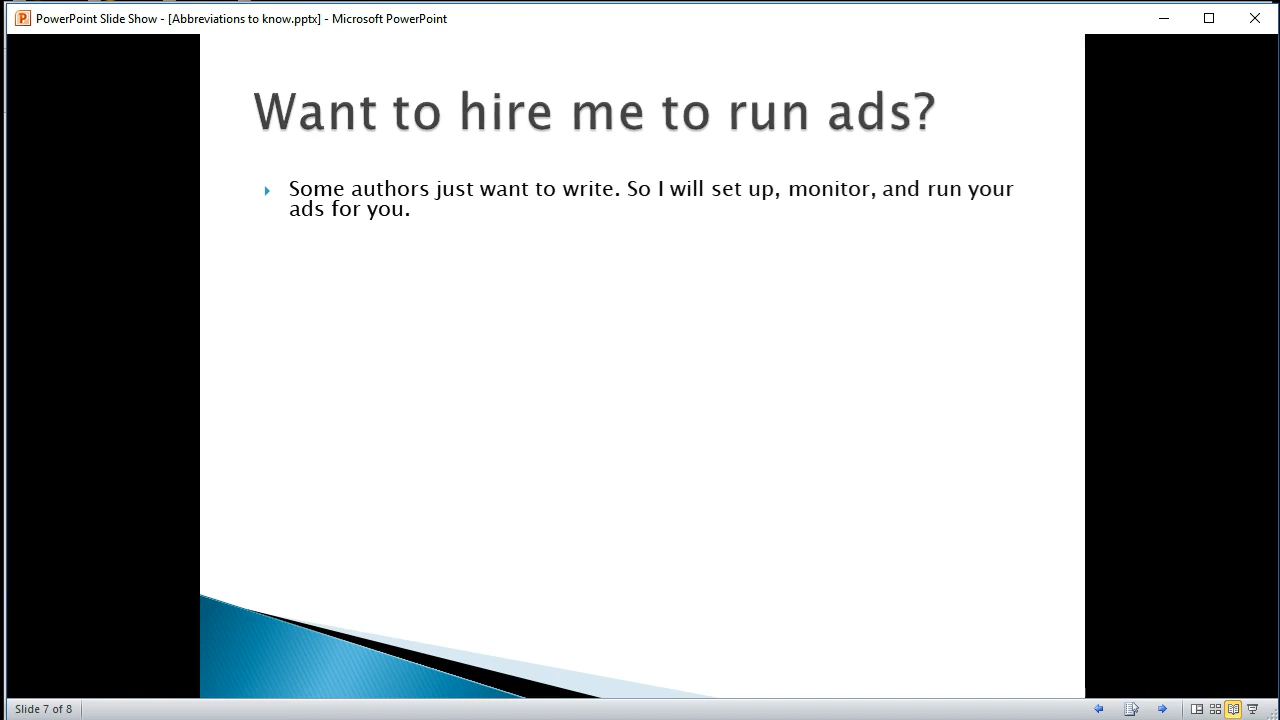 PowerPoint Slide Show - [Abbreviations to know.pptx] - Microsoft PowerPoint
Want to hire me to run ads?
Some authors just want to write. So I will set up, monitor, and run your
ads for you.
Slide 7 of 8